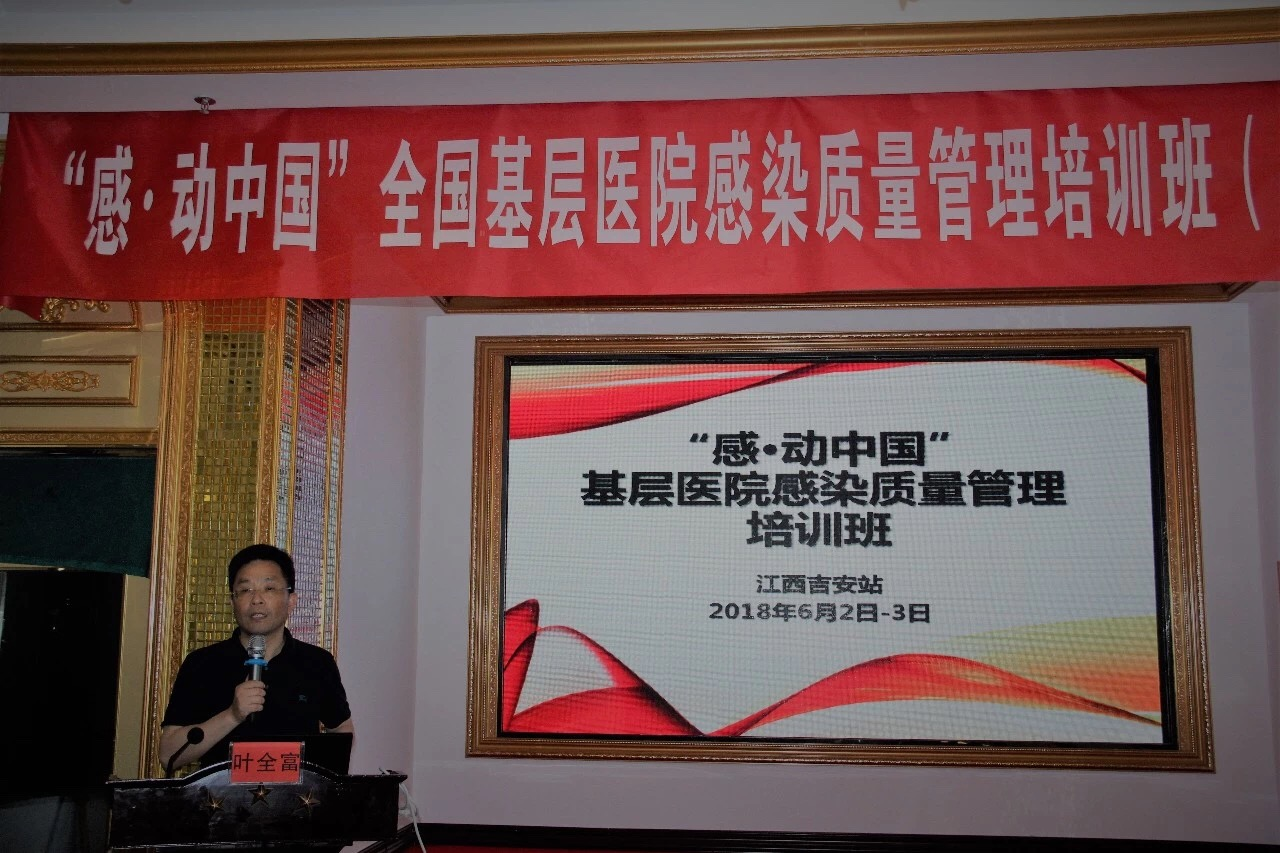 “感·动中国”全国基层医院感染质量管理培训班（
“感·动中国“
基层医院感染质量管理
培训班
江西吉安站
2018年6月2日-3日
叶全富